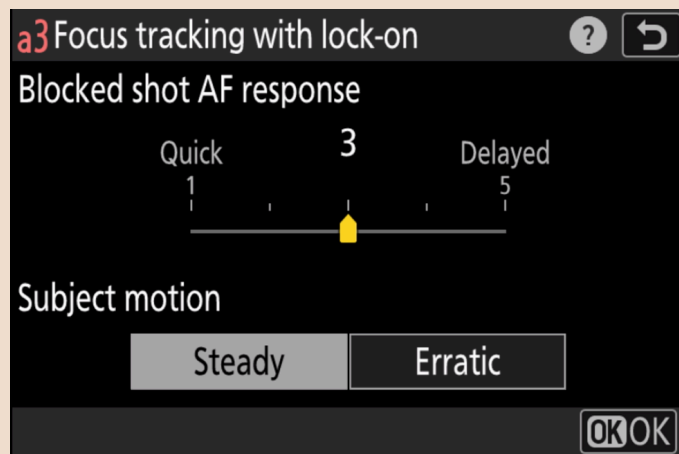 a3 Focus tracking with lock-on ?
Blocked shot AF response
3
Quick Delayed
1 5
Subject motion
Steady Erratic
OK OK